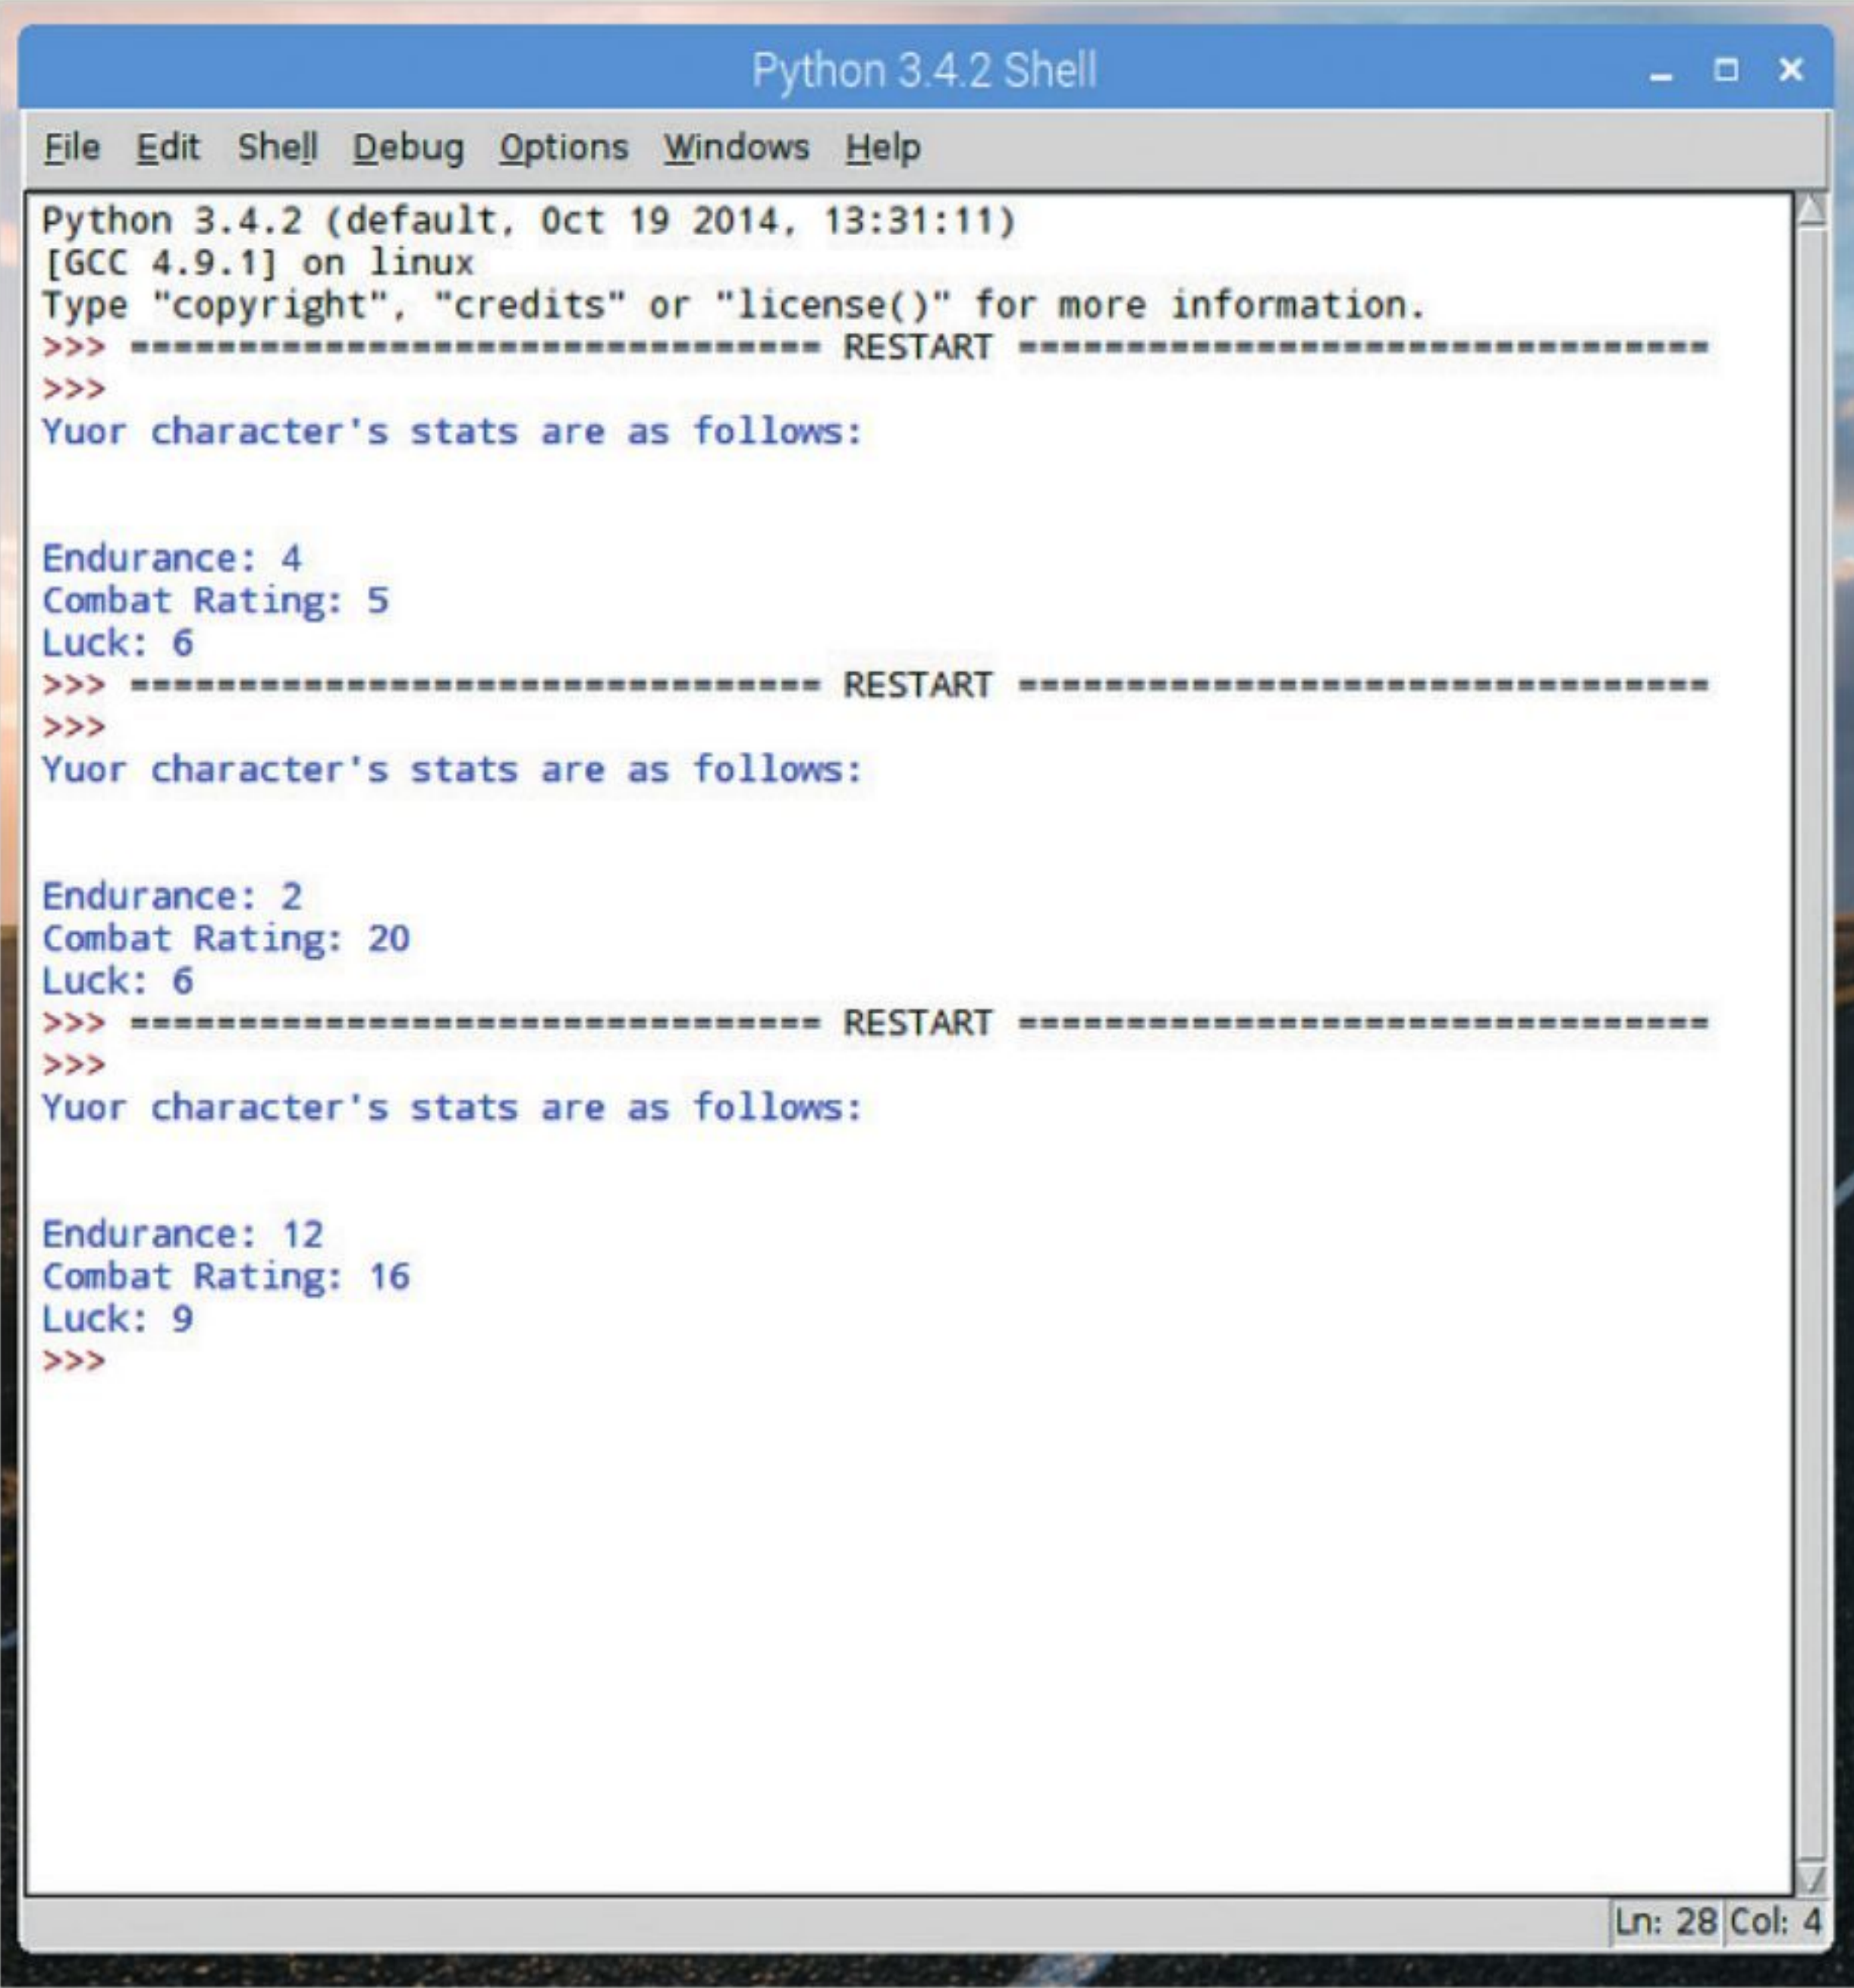 Python 3.4.2 Shell
File Edit Shell Debug Options Windows Help
Python 3.4.2 (default, Oct 19 2014, 13:31:11)
[GCC 4.9.1] on linux
Type "copyright", "credits" or "license()" for more information.
>>> ================================ RESTART ================================
>>>
Yuor character's stats are as follows:
Endurance: 4
Combat Rating: 5
Luck: 6
>>> ================================ RESTART ================================
>>>
Yuor character's stats are as follows:
Endurance: 2
Combat Rating: 20
Luck: 6
>>> ================================ RESTART ================================
>>>
Yuor character's stats are as follows:
Endurance: 12
Combat Rating: 16
Luck: 9
>>>
Ln: 28 Col: 4